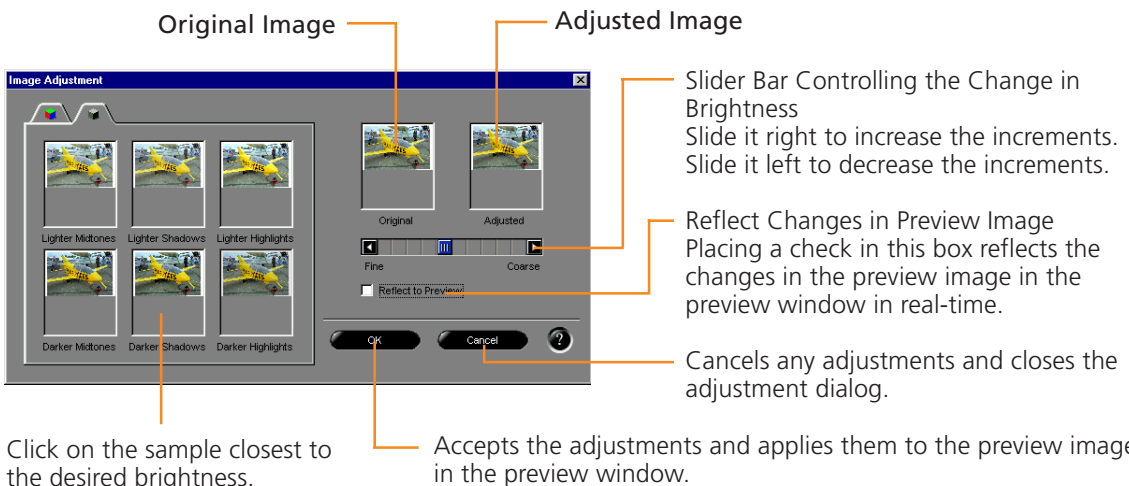 Original Image
Adjusted Image
Image Adjustment
Original
Adjusted
Lighter Midtones
Lighter Shadows
Lighter Highlights
Fine
Coarse
Reflect to Preview
Darker Midtones
Darker Shadows
Darker Highlights
OK
Cancel
?
Slider Bar Controlling the Change in
Brightness
Slide it right to increase the increments.
Slide it left to decrease the increments.
Reflect Changes in Preview Image
Placing a check in this box reflects the
changes in the preview image in the
preview window in real-time.
Cancels any adjustments and closes the
adjustment dialog.
Click on the sample closest to
the desired brightness.
Accepts the adjustments and applies them to the preview image
in the preview window.